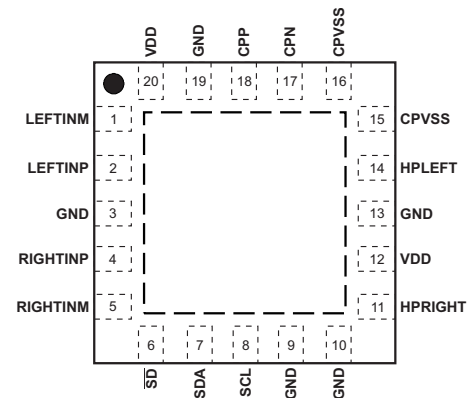 VDD
GND
CPP
CPN
CPVSS
20
19
18
17
16
LEFTINM
1
15
CPVSS
LEFTINP
2
14
HPLEFT
GND
3
13
GND
RIGHTINP
4
12
VDD
RIGHTINM
5
11
HPRIGHT
6
7
8
9
10
SD
SDA
SCL
GND
GND